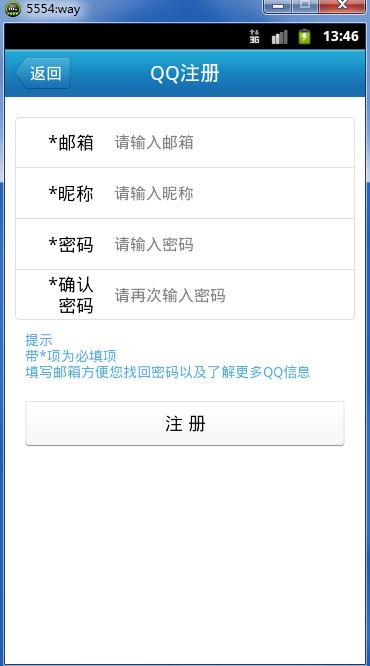 5554:way
3G 13:46
返回 QQ注册
*邮箱 请输入邮箱
*昵称 请输入昵称
*密码 请输入密码
*确认
密码 请再次输入密码
提示
带*项为必填项
填写邮箱方便您找回密码以及了解更多QQ信息
注 册